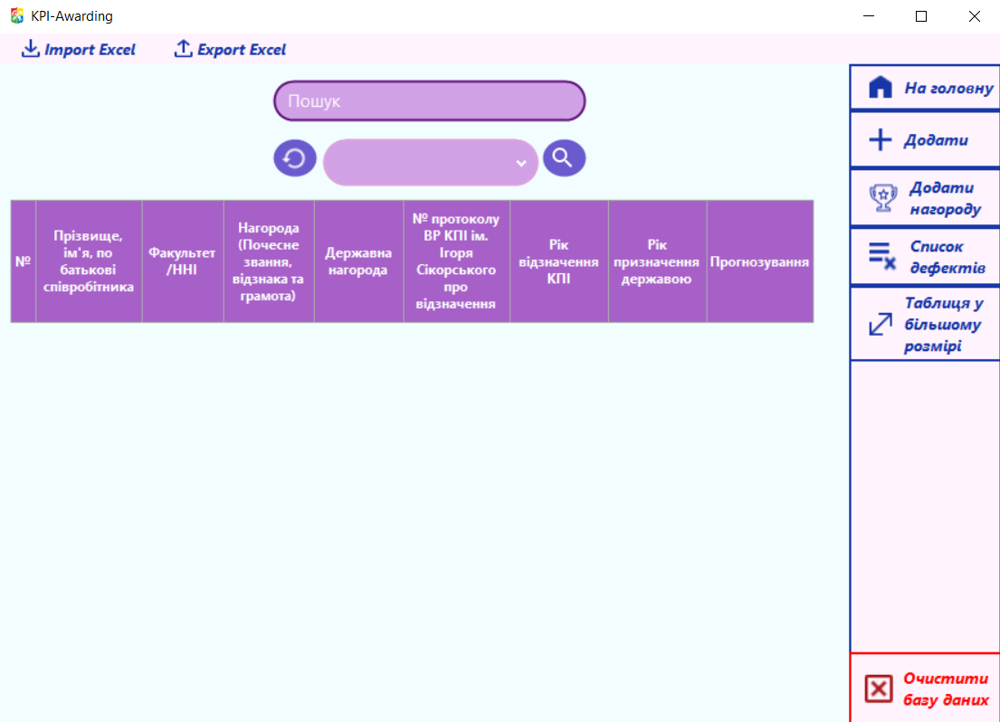 KPI-Awarding
Import Excel
Export Excel
Пошук
№
Прізвище,
ім'я, по
батькові
співробітника
Факультет
/ННІ
Нагорода
(Почесне
звання,
відзнака та
грамота)
Державна
нагорода
№ протоколу
ВР КПІ ім.
Ігоря
Сікорського
про
відзначення
Рік
відзначення
КПІ
Рік
призначення
державою
Прогнозування
На головну
Додати
Додати
нагороду
Список
дефектів
Таблиця у
більшому
розмірі
Очистити
базу даних